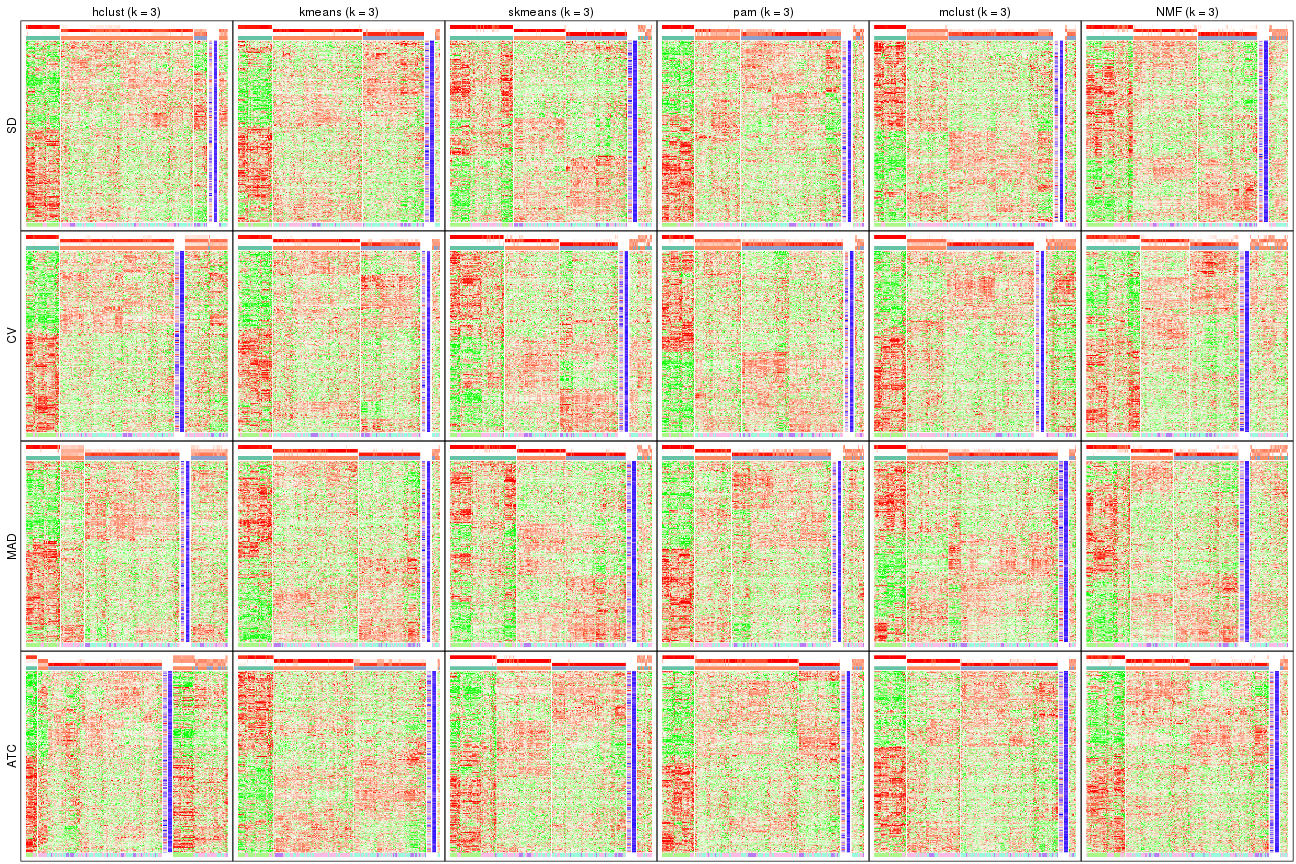 hclust (k = 3) kmeans (k = 3) skmeans (k = 3) pam (k = 3) mclust (k = 3) NMF (k = 3)
SD
CV
MAD
ATC